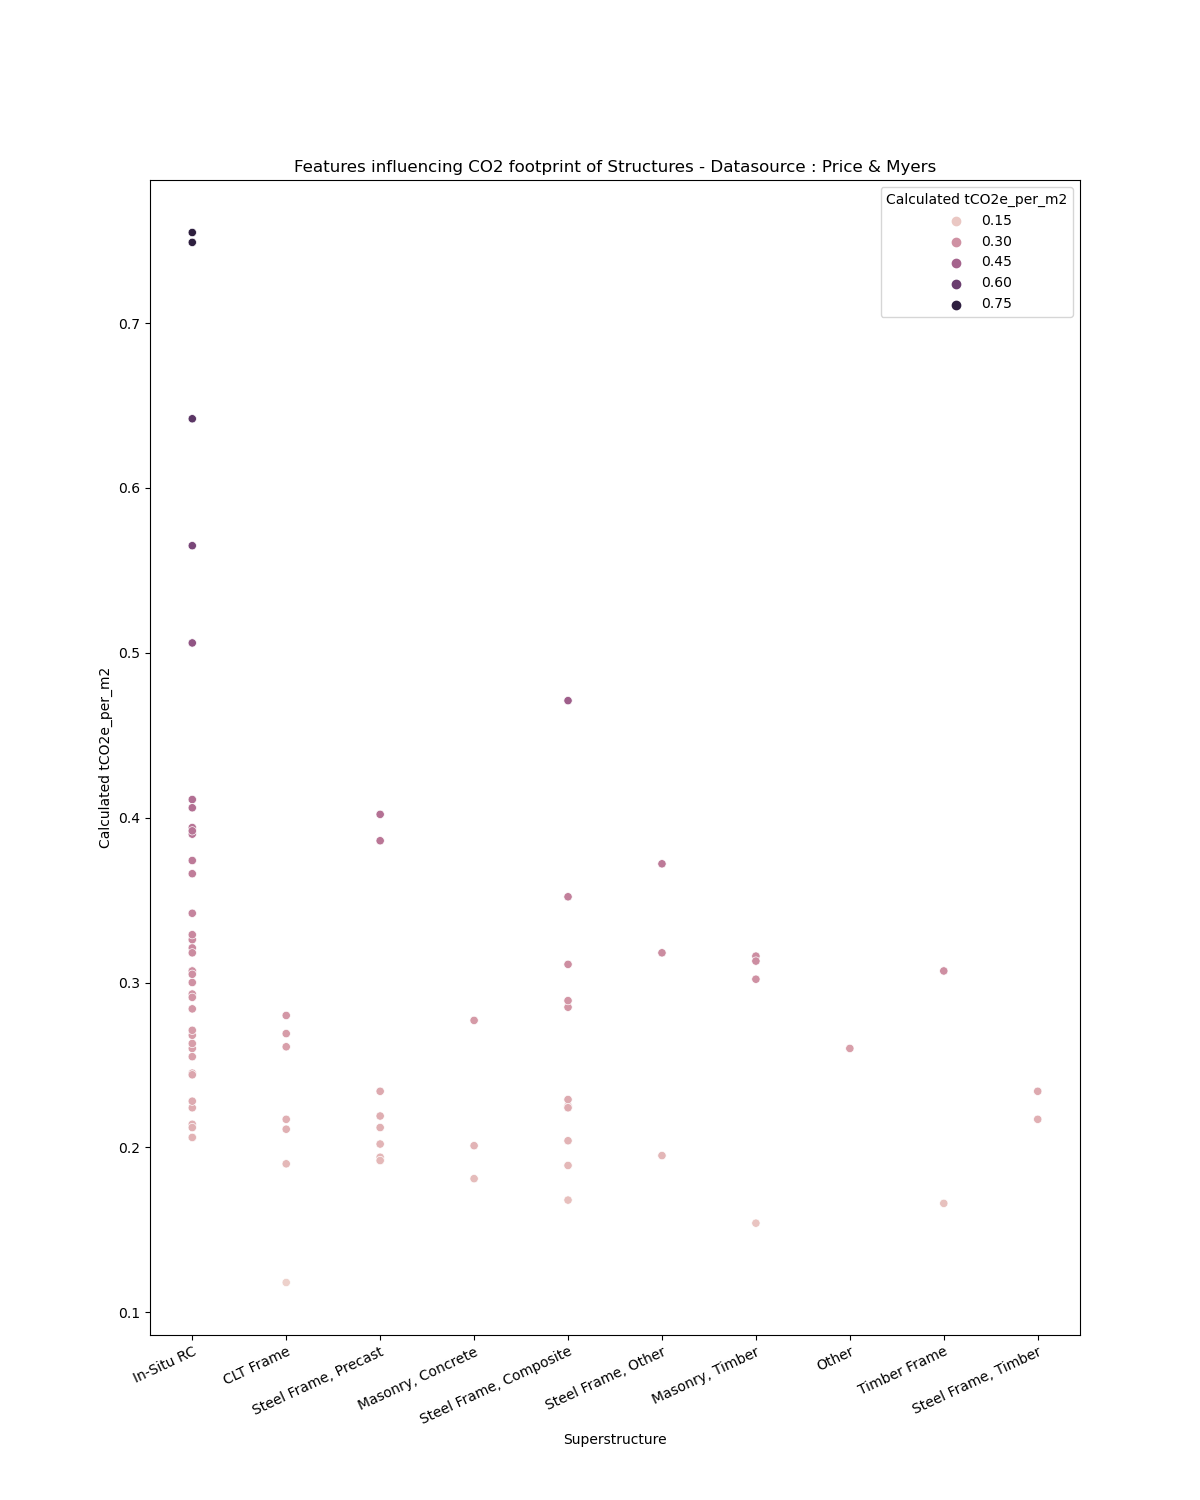 Features influencing CO2 footprint of Structures - Datasource : Price & Myers
Calculated tCO2e_per_m2
0.15
0.30
0.45
0.60
0.75
Calculated tCO2e_per_m2
0.7
0.6
0.5
0.4
0.3
0.2
0.1
In-Situ RC
CLT Frame
Steel Frame, Precast
Masonry, Concrete
Steel Frame, Composite
Steel Frame, Other
Masonry, Timber
Other
Timber Frame
Steel Frame, Timber
Superstructure